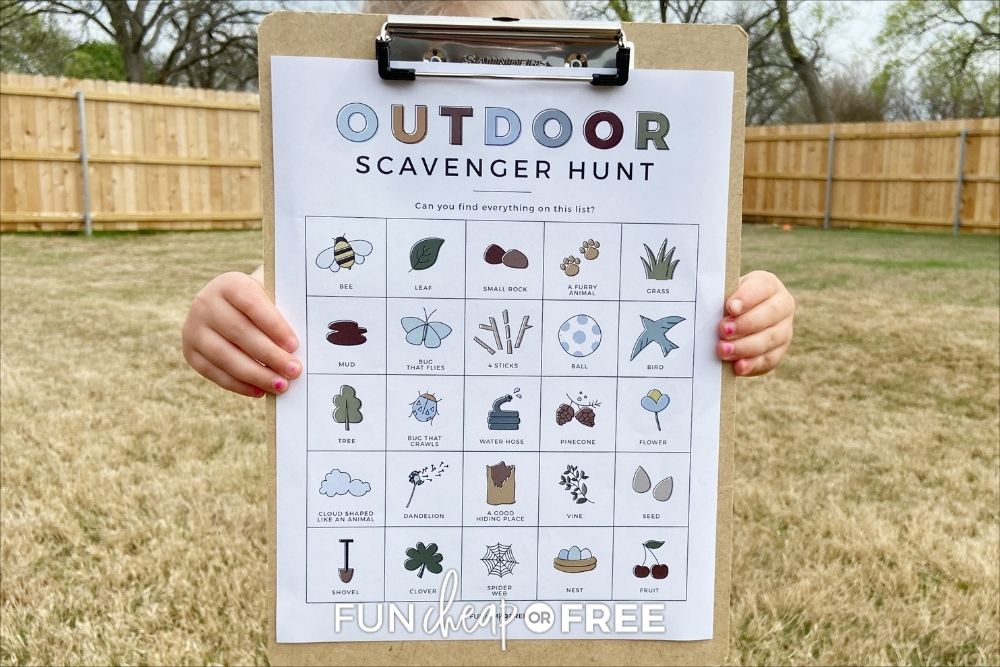 SAUNDERS
OUTDOOR
SCAVENGER HUNT
Can you find everything on this list?
BEE
LEAF
SMALL ROCK
A FURRY
ANIMAL
GRASS
MUD
BUG
THAT FLIES
4 STICKS
BALL
BIRD
TREE
BUG THAT
CRAWLS
WATER HOSE
PINECONE
FLOWER
CLOUD SHAPED
LIKE AN ANIMAL
DANDELION
A GOOD
HIDING PLACE
VINE
SEED
SHOVEL
CLOVER
SPIDER
WEB
NEST
FRUIT
FUN cheap OR FREE